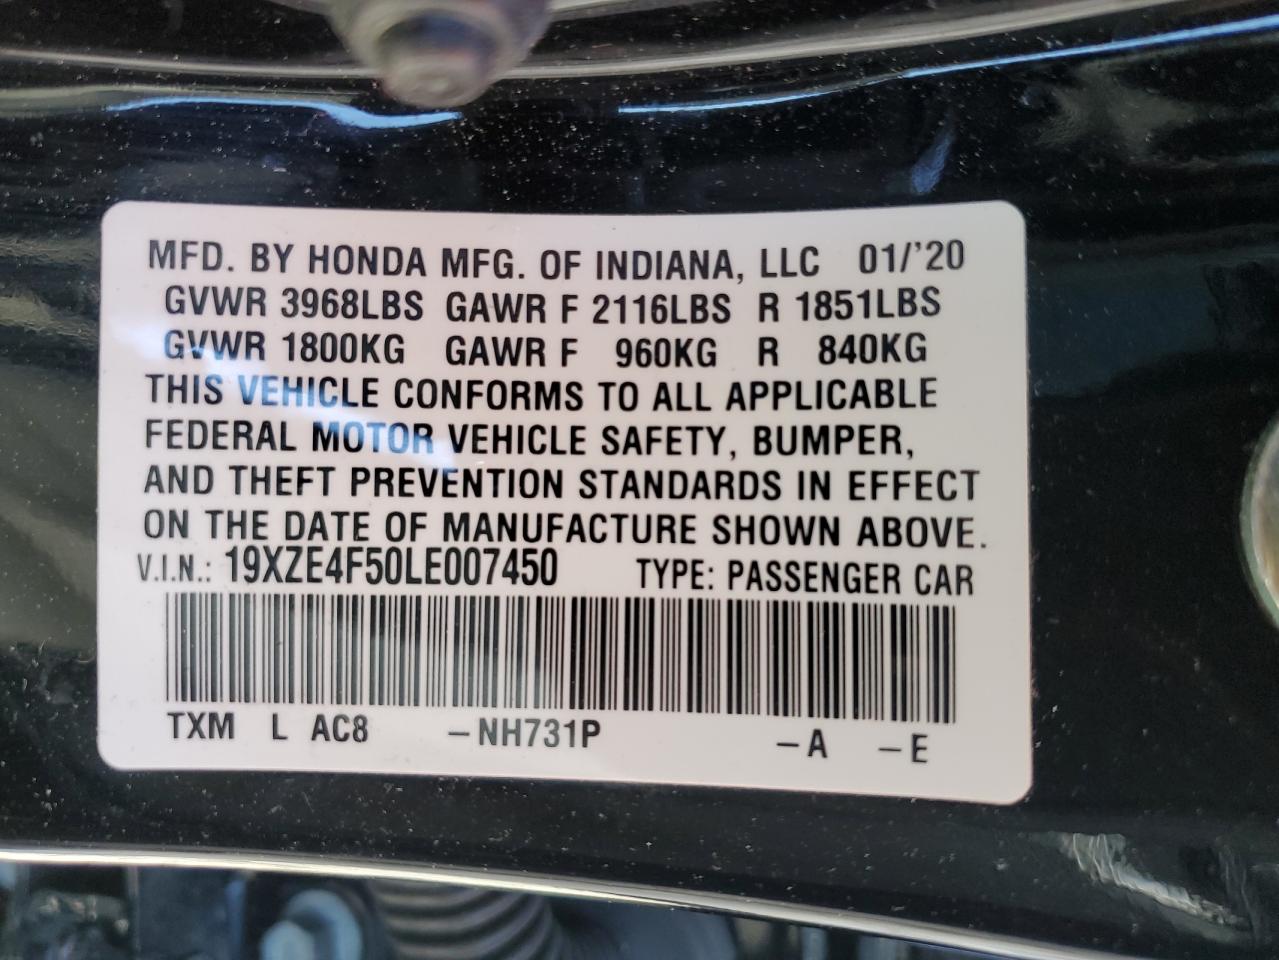 MFD. BY HONDA MFG. OF INDIANA, LLC 01/'20
GVWR 3968LBS GAWR F 2116LBS R 1851LBS
GVWR 1800KG GAWR F 960KG R 840KG
THIS VEHICLE CONFORMS TO ALL APPLICABLE
FEDERAL MOTOR VEHICLE SAFETY, BUMPER,
AND THEFT PREVENTION STANDARDS IN EFFECT
ON THE DATE OF MANUFACTURE SHOWN ABOVE.
V.I.N.: 19XZE4F50LE007450 TYPE: PASSENGER CAR
TXM L AC8 -NH731P -A -E